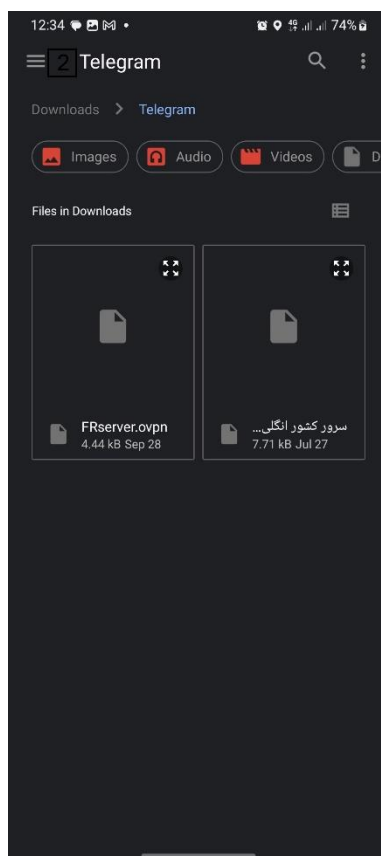 12:34
74%
2 Telegram
Downloads > Telegram
Images Audio Videos D
Files in Downloads
FRserver.ovpn
4.44 kB Sep 28
سرور کشور انگلی...
7.71 kB Jul 27